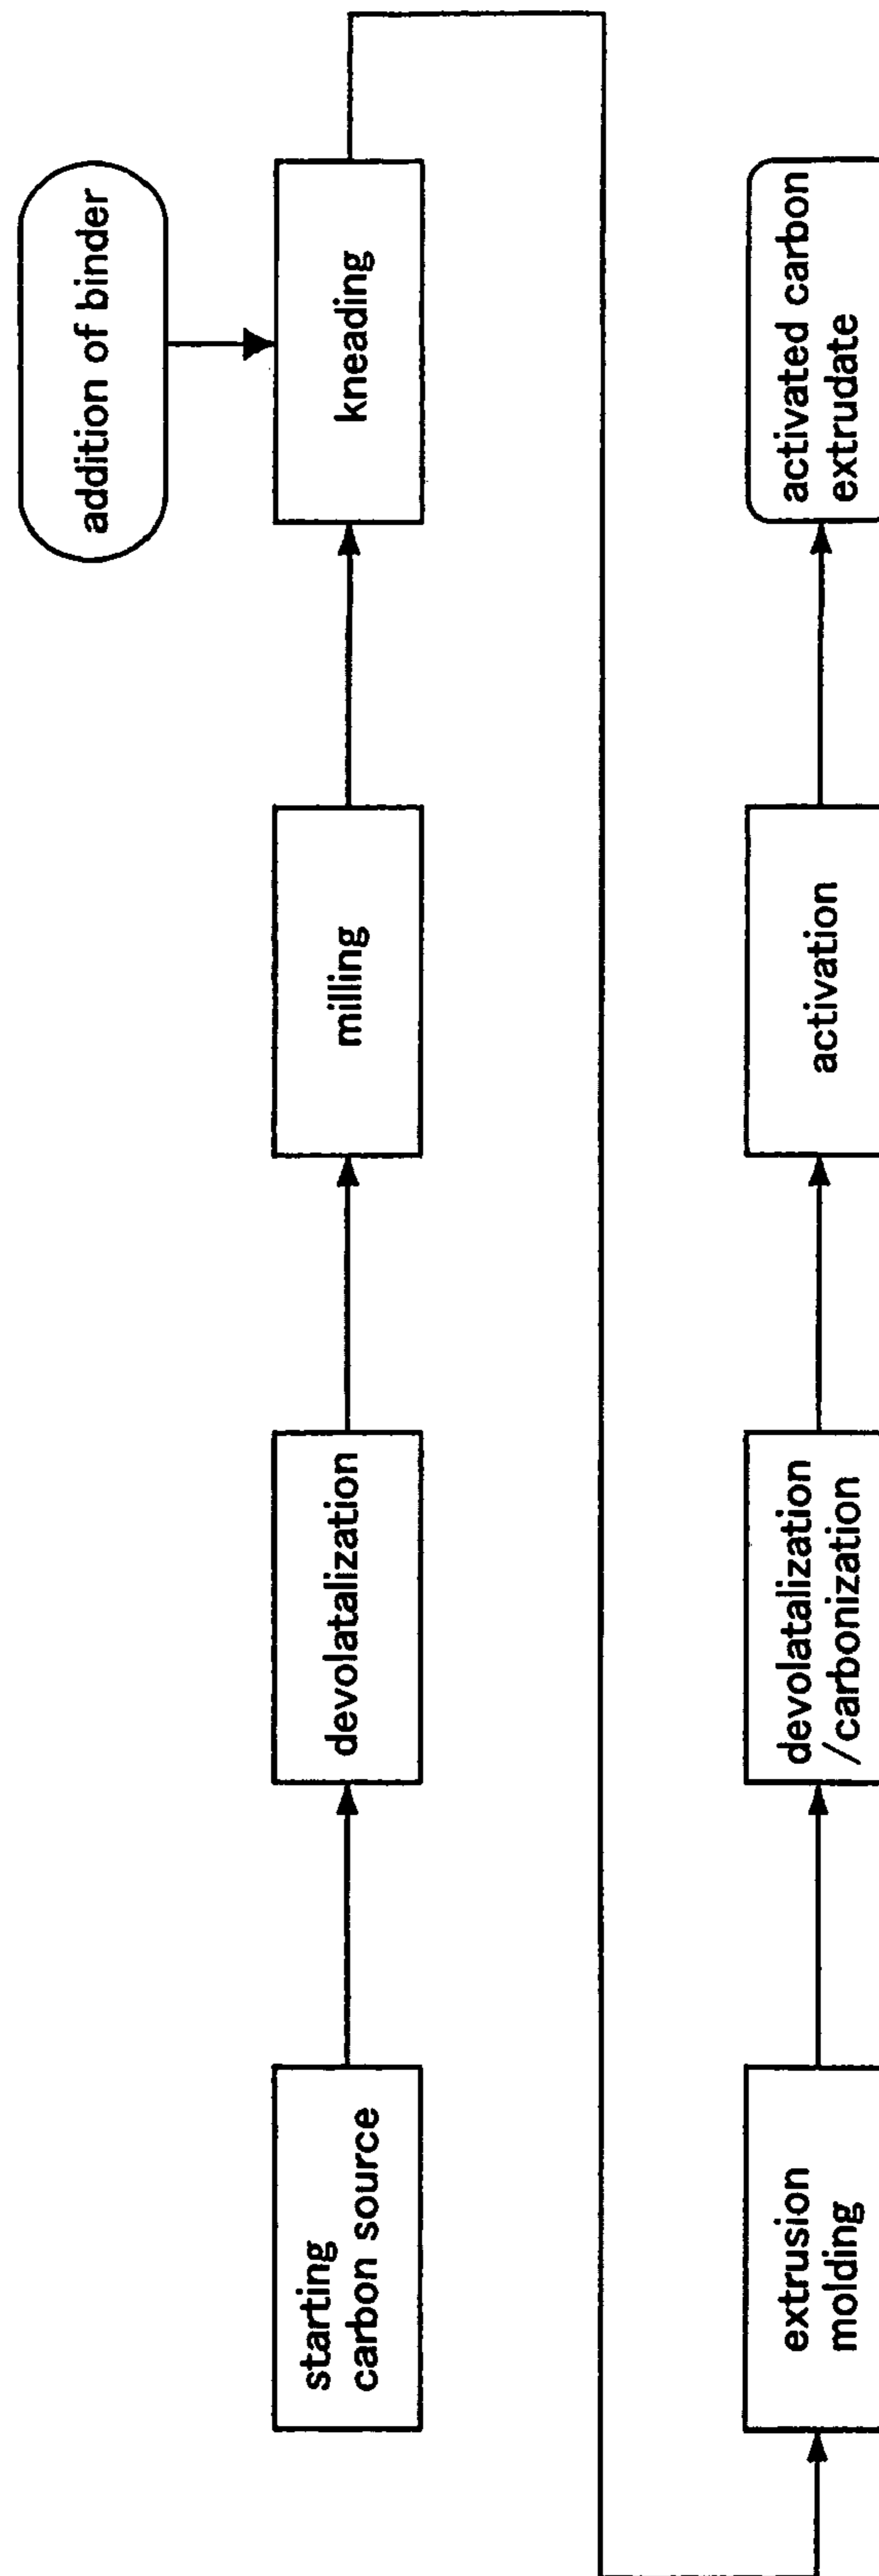 addition of binder
starting
carbon source
devolatalization
milling
kneading
extrusion
molding
devolatalization
/carbonization
activation
activated carbon
extrudate